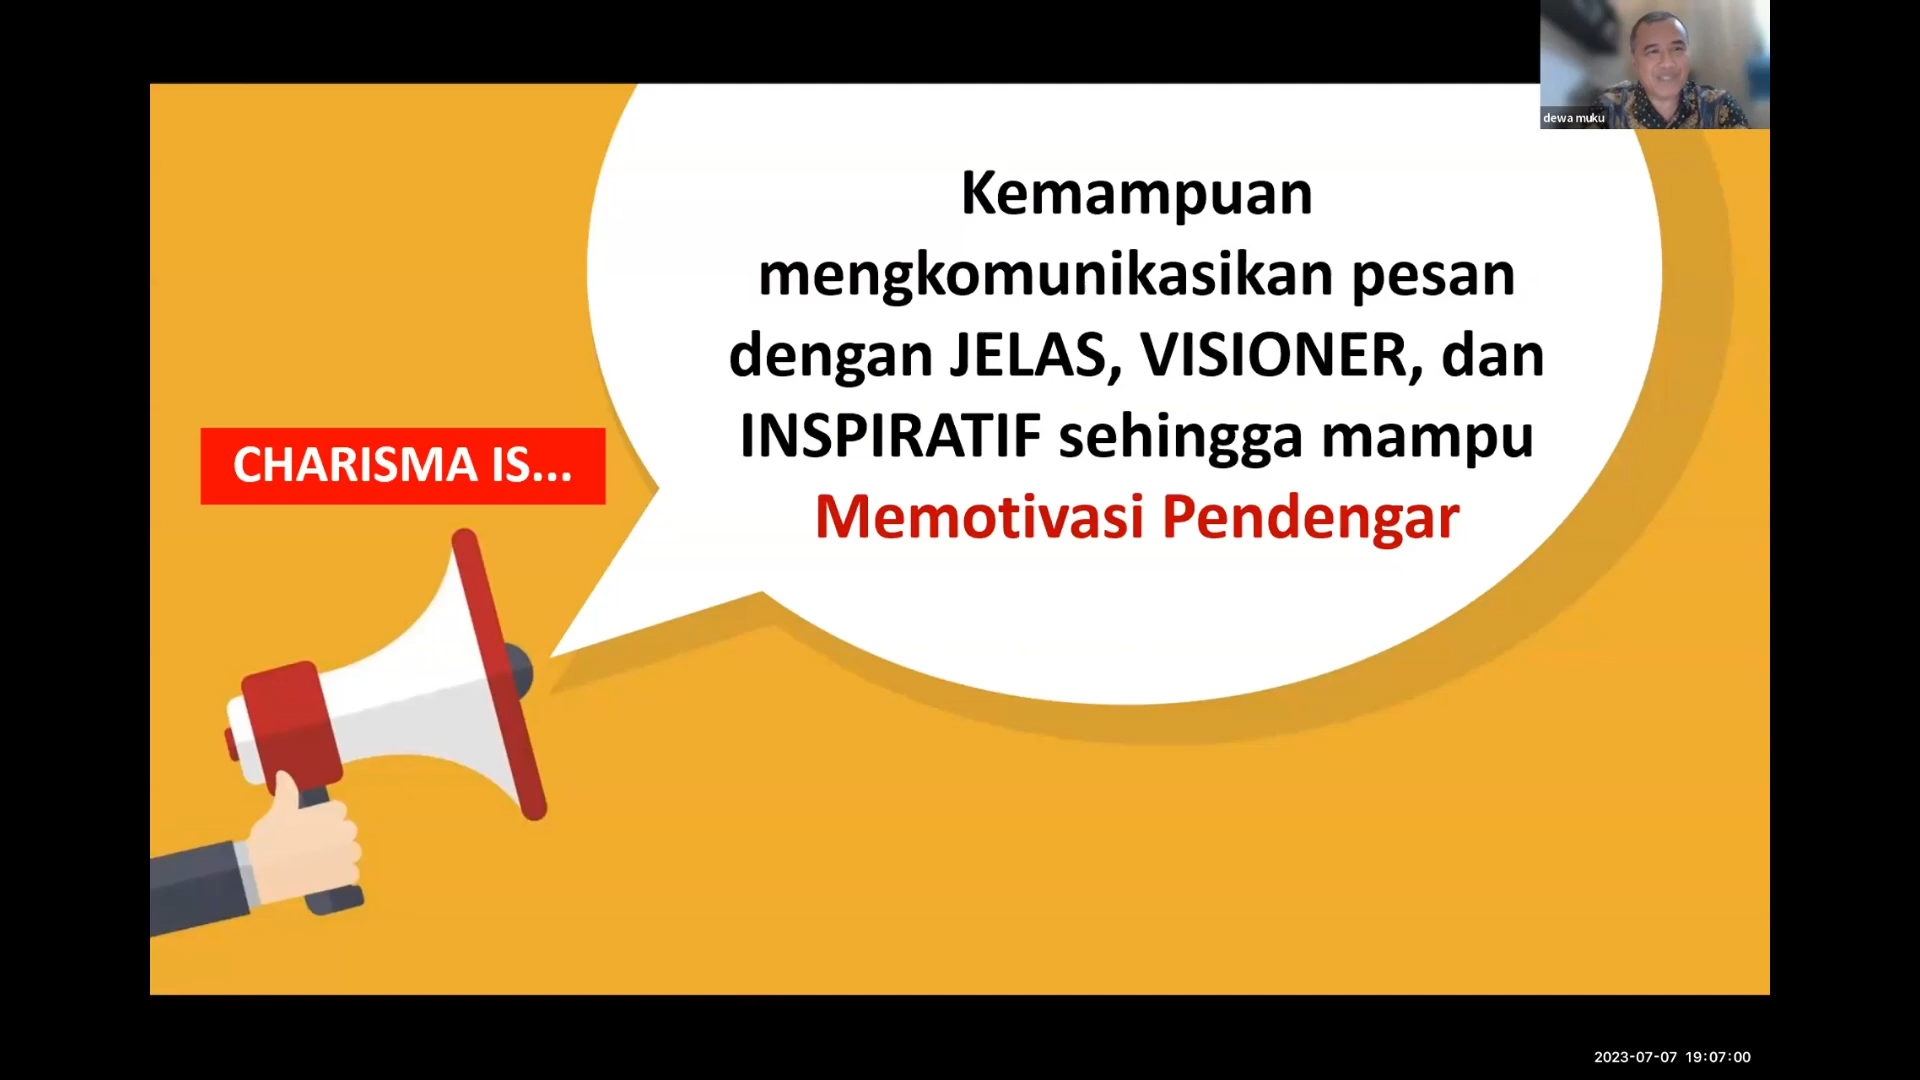 dewa muku
Kemampuan
mengkomunikasikan pesan
dengan JELAS, VISIONER, dan
INSPIRATIF sehingga mampu
Memotivasi Pendengar
CHARISMA IS...
2023-07-07 19:07:00